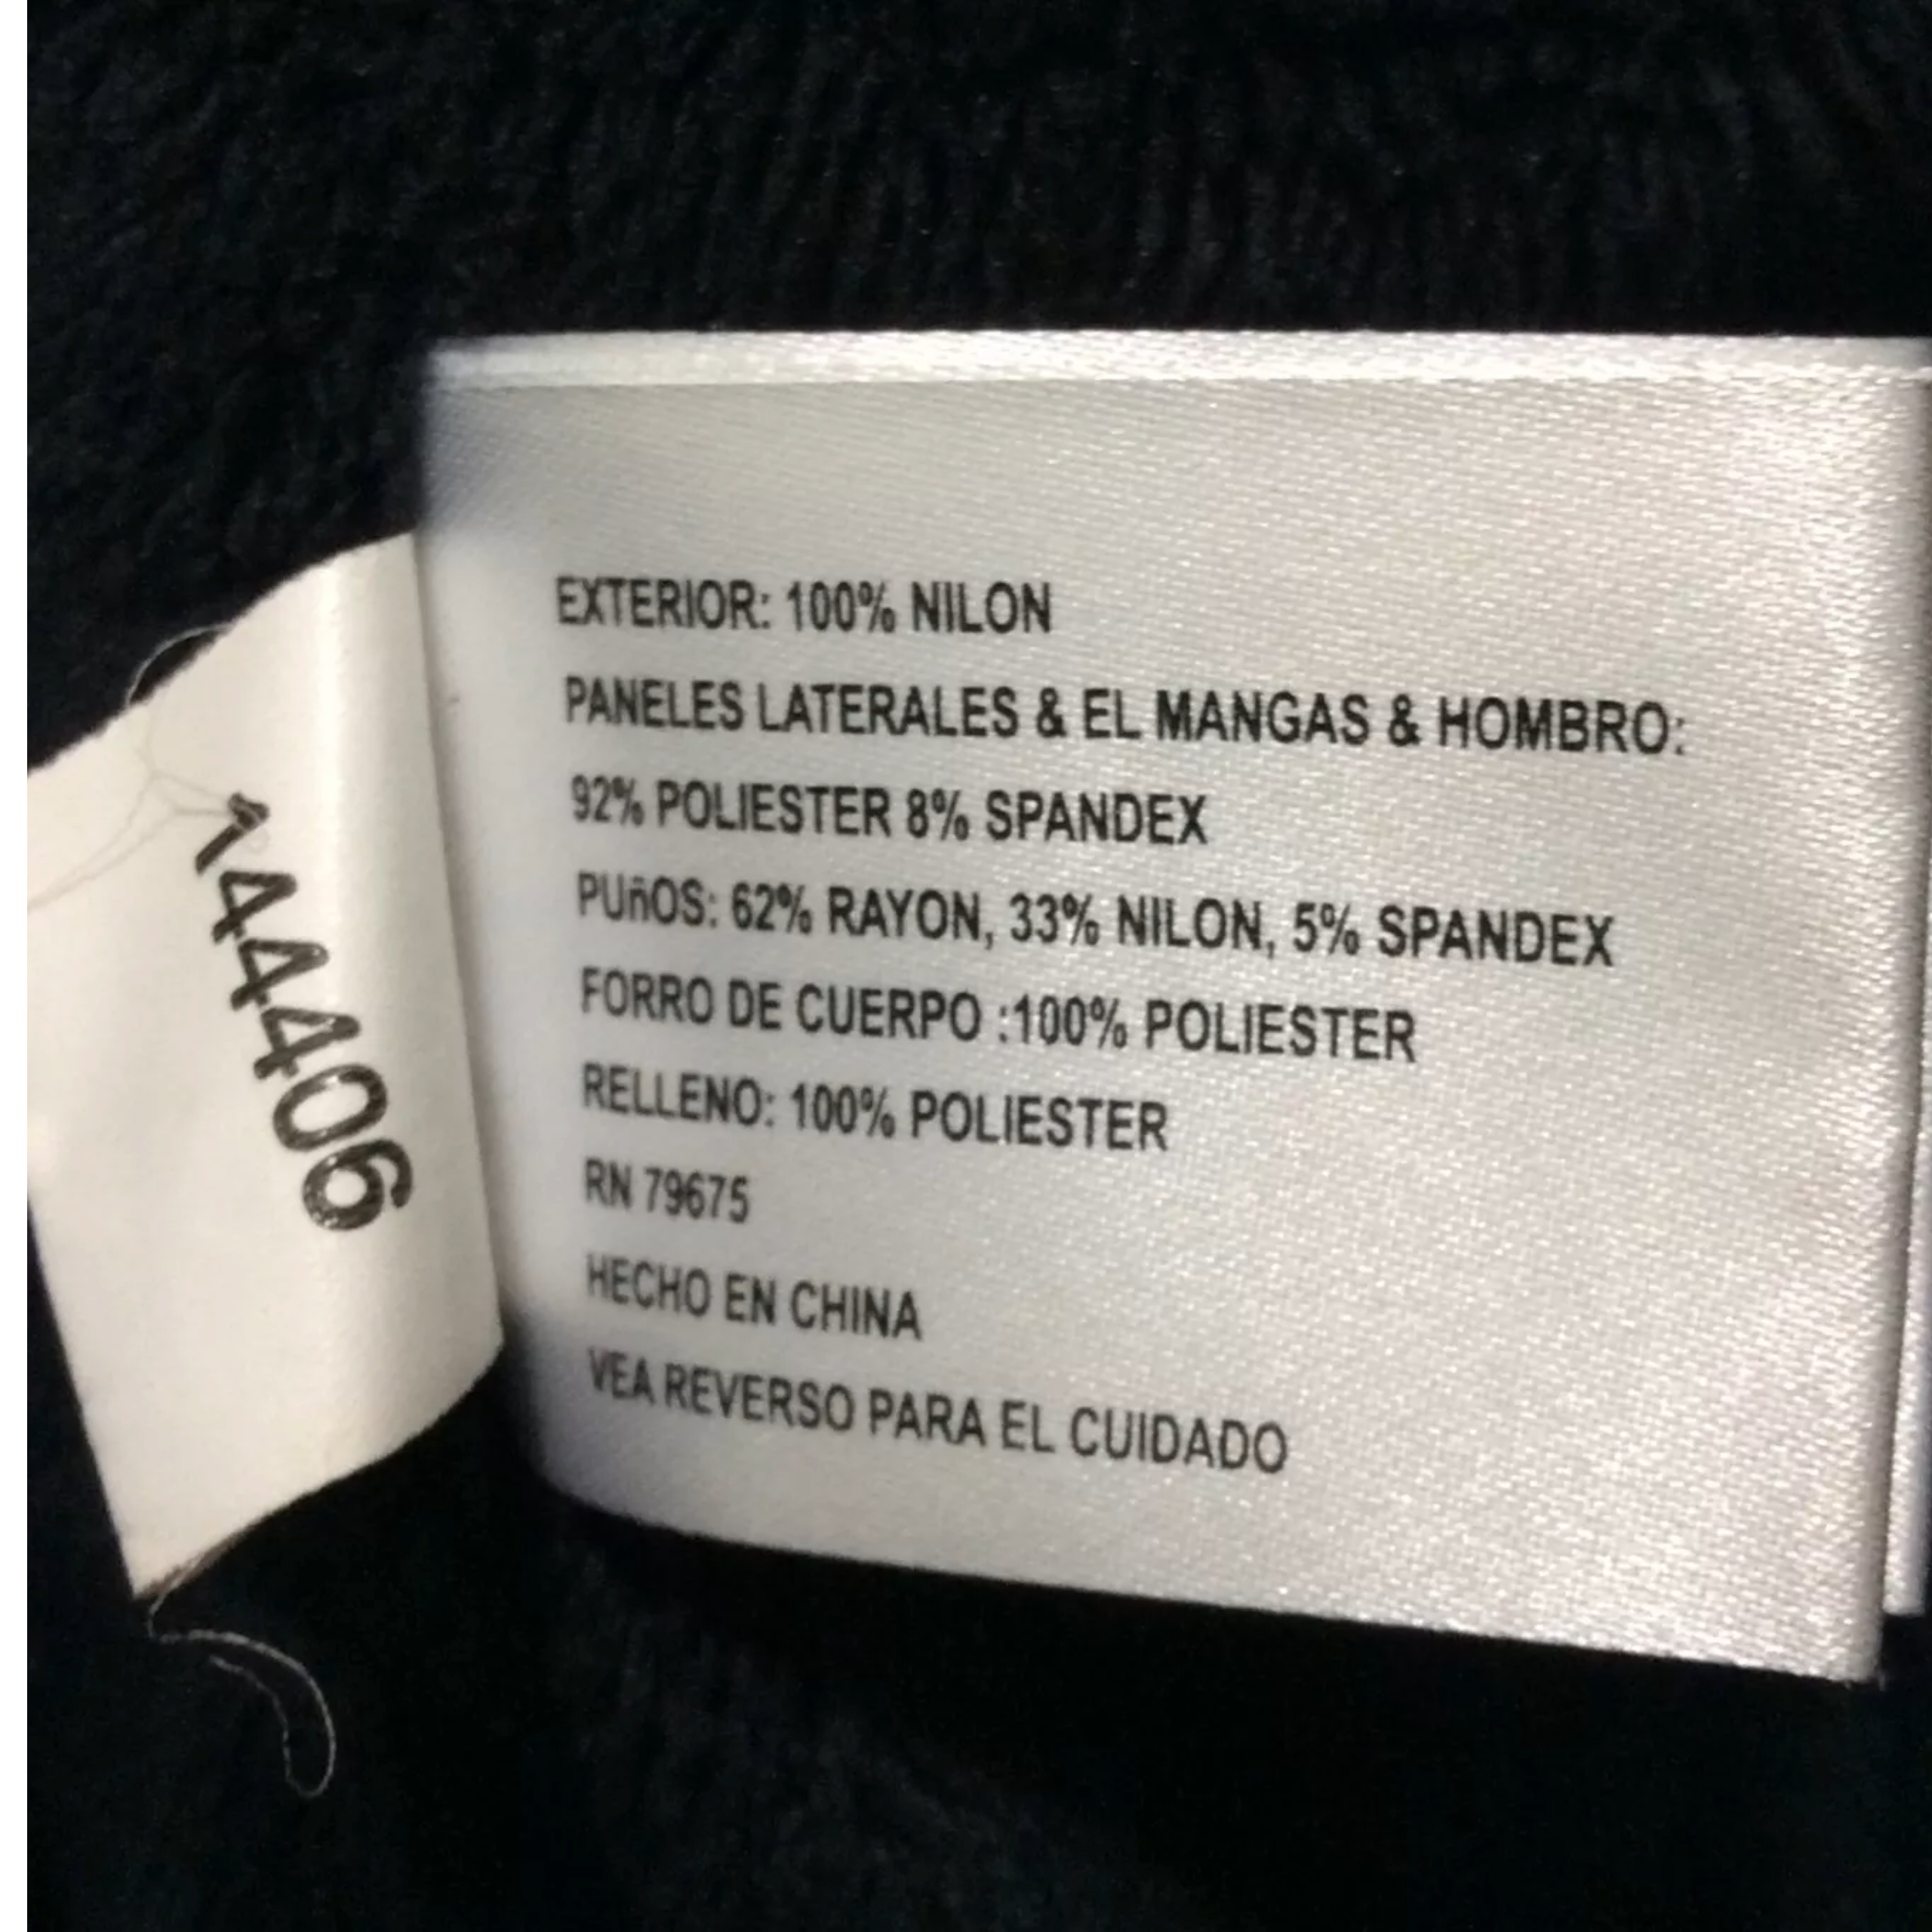 EXTERIOR: 100% NILON
PANELES LATERALES & EL MANGAS & HOMBRO:
92% POLIESTER 8% SPANDEX
PUñOS: 62% RAYON, 33% NILON, 5% SPANDEX
FORRO DE CUERPO :100% POLIESTER
RELLENO: 100% POLIESTER
RN 79675
HECHO EN CHINA
VEA REVERSO PARA EL CUIDADO
144406